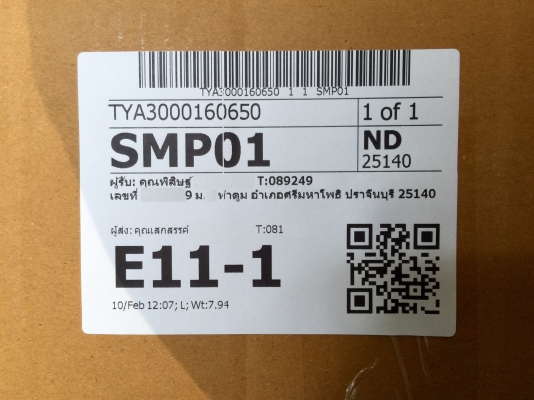 TYA3000160650 1 1 SMP01
TYA3000160650
1 of 1
SMP01
ND
25140
ผู้รับ: คุณพิสิษฐ์ T:089249
เลขที่ 9 ม. ท่าตูม อำเภอศรีมหาโพธิ ปราจีนบุรี 25140
ผู้ส่ง: คุณเสกสรรค์ T:081
E11-1
10/Feb 12:07; L; Wt:7.94